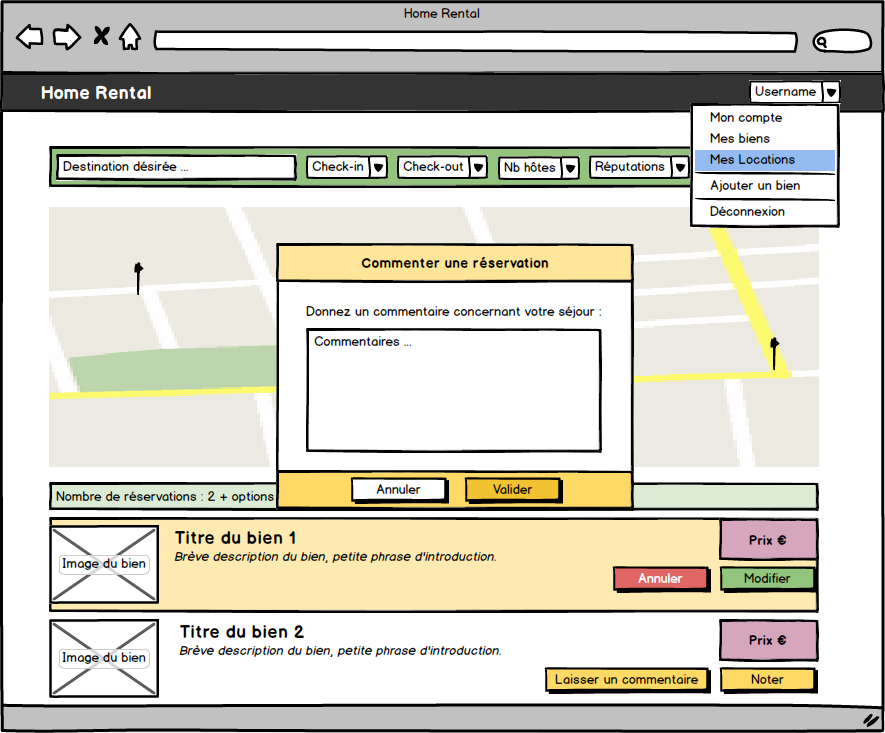 Home Rental
Home Rental
Username
Mon compte
Mes biens
Mes Locations
Ajouter un bien
Déconnexion
Destination désirée ...
Check-in
Check-out
Nb hôtes
Réputations
Commenter une réservation
Donnez un commentaire concernant votre séjour :
Commentaires ...
Annuler
Valider
Nombre de réservations : 2 + options
Image du bien
Titre du bien 1
Brève description du bien, petite phrase d'introduction.
Prix €
Annuler
Modifier
Image du bien
Titre du bien 2
Brève description du bien, petite phrase d'introduction.
Prix €
Laisser un commentaire
Noter